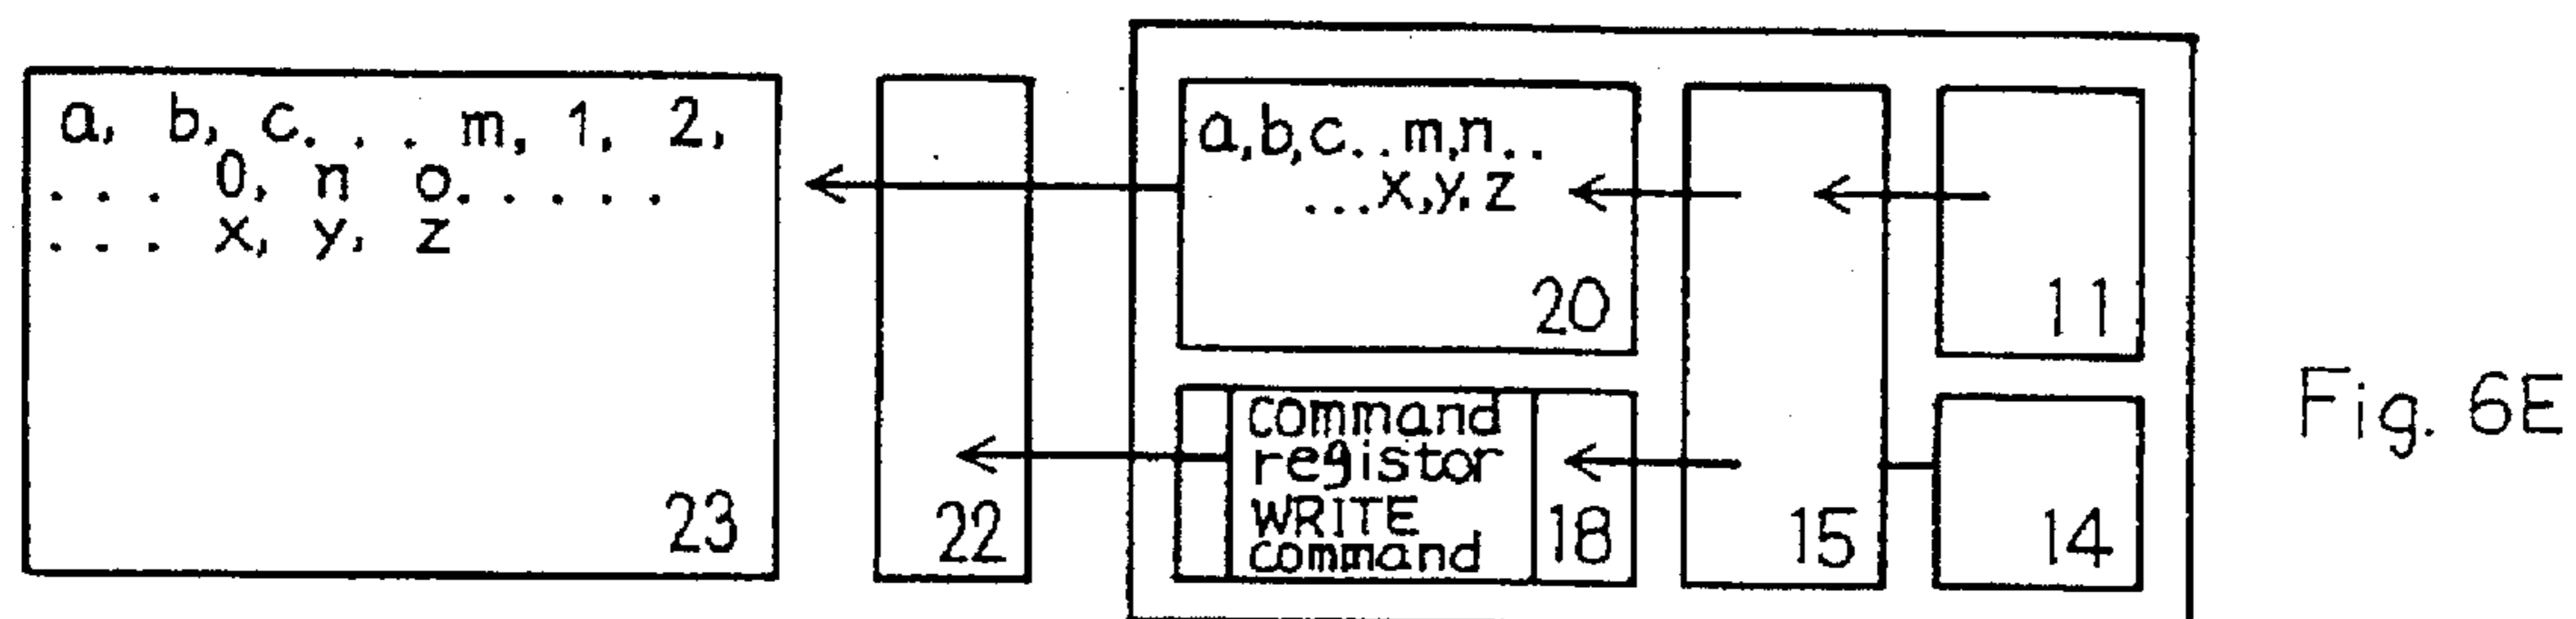 a, b, c. . . m, 1, 2,
. . . 0, n o. . . . .
. . . x, y, z
23
22
a,b,c..m,n..
...x,y,z
20
command
registor
WRITE
command
18
15
11
14
Fig. 6E